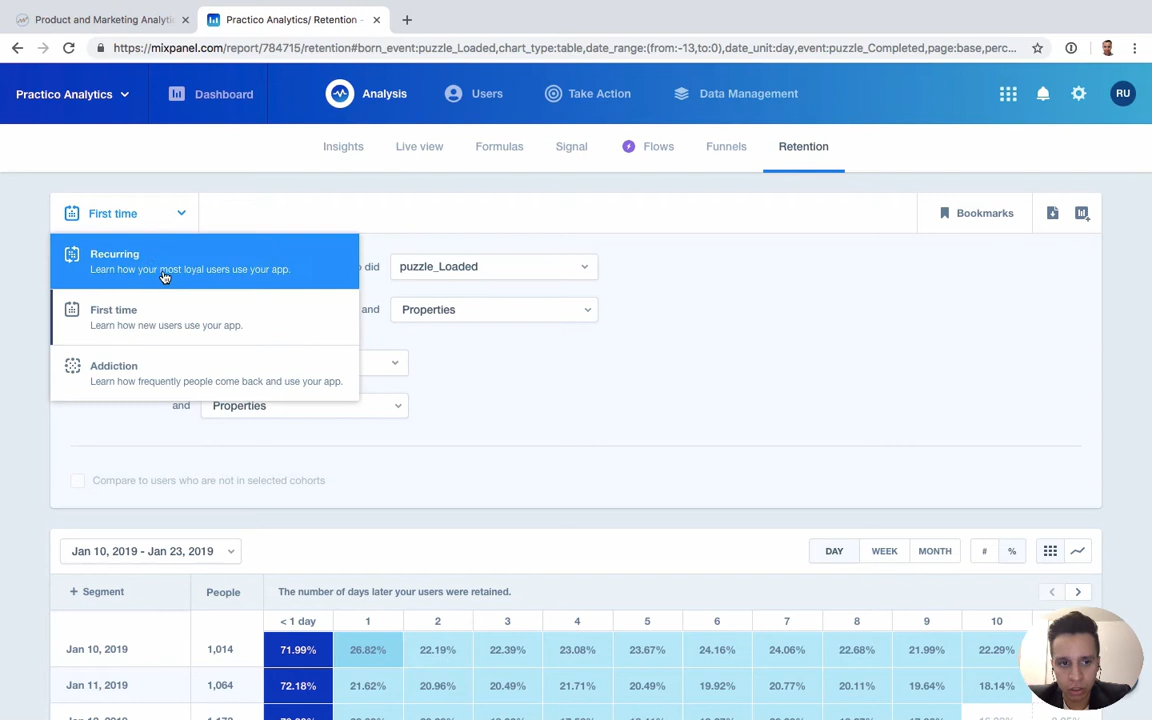 Product and Marketing Analytic
Practico Analytics/ Retention -
https://mixpanel.com/report/784715/retention#born_event:puzzle_Loaded,chart_type:table,date_range:(from:-13,to:0),date_unit:day,event:puzzle_Completed,page:base,perc...
Practico Analytics
Dashboard
Analysis
Users
Take Action
Data Management
RU
Insights
Live view
Formulas
Signal
Flows
Funnels
Retention
First time
Bookmarks
Recurring
Learn how your most loyal users use your app.
did
puzzle_Loaded
First time
Learn how new users use your app.
and
Properties
Addiction
Learn how frequently people come back and use your app.
and
Properties
Compare to users who are not in selected cohorts
Jan 10, 2019 - Jan 23, 2019
DAY
WEEK
MONTH
#
%
+ Segment
People
The number of days later your users were retained.
< 1 day 1 2 3 4 5 6 7 8 9 10
Jan 10, 2019 1,014 71.99% 26.82% 22.19% 22.39% 23.08% 23.67% 24.16% 24.06% 22.68% 21.99% 22.29%
Jan 11, 2019 1,064 72.18% 21.62% 20.96% 20.49% 21.71% 20.49% 19.92% 20.77% 20.11% 19.64% 18.14%